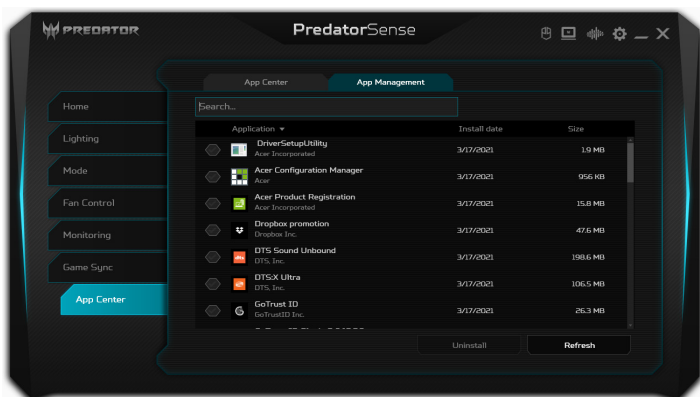 PREDATOR
PredatorSense
App Center
App Management
Home
Lighting
Mode
Fan Control
Monitoring
Game Sync
App Center
Search...
Application Install date Size
DriverSetupUtility
Acer Incorporated
3/17/2021 1.9 MB
Acer Configuration Manager
Acer
3/17/2021 956 KB
Acer Product Registration
Acer Incorporated
3/17/2021 15.8 MB
Dropbox promotion
Dropbox Inc.
3/17/2021 47.6 MB
DTS Sound Unbound
DTS, Inc.
3/17/2021 198.6 MB
DTS:X Ultra
DTS, Inc.
3/17/2021 106.5 MB
GoTrust ID
GoTrustID Inc.
3/17/2021 26.3 MB
Uninstall
Refresh